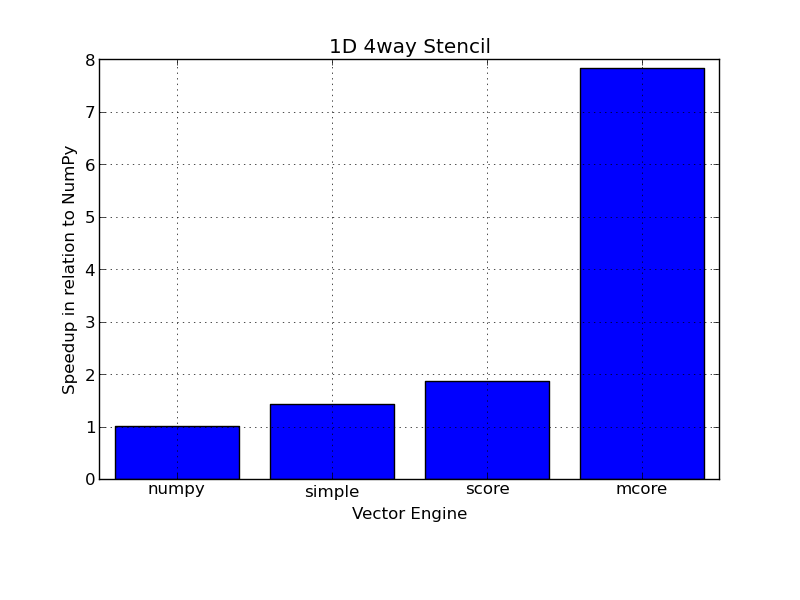 1D 4way Stencil
Speedup in relation to NumPy
8
7
6
5
4
3
2
1
0
numpy simple score mcore
Vector Engine